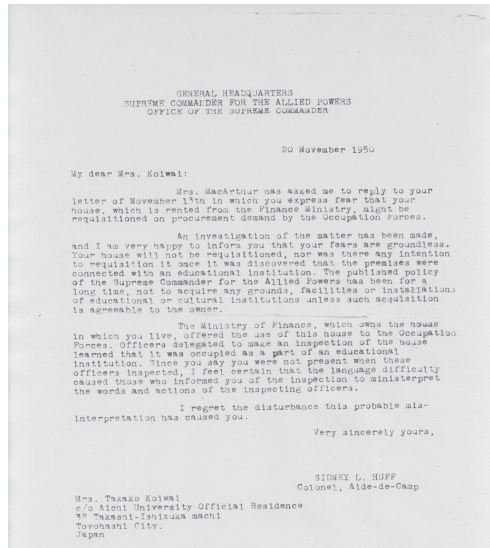 GENERAL HEADQUARTERS
SUPREME COMMANDER FOR THE ALLIED POWERS
OFFICE OF THE SUPREME COMMANDER
20 November 1950
My dear Mrs. Koiwai:
Mrs. MacArthur has asked me to reply to your
letter of November 13th in which you express fear that your
house, which is rented from the Finance Ministry, might be
requisitioned on procurement demand by the Occupation Forces.
An investigation of the matter has been made,
and I am very happy to inform you that your fears are groundless.
Your house will not be requisitioned, nor was there any intention
to requisition it once it was discovered that the premises were
connected with an educational institution. The published policy
of the Supreme Commander for the Allied Powers has been for a
long time, not to acquire any grounds, facilities or installations
of educational or cultural institutions unless such acquisition
is agreeable to the owner.
The Ministry of Finance, which owns the house
in which you live, offered the use of this house to the Occupation
Forces. Officers delegated to make an inspection of the house
learned that it was occupied as a part of an educational
institution. Since you say you were not present when these
officers inspected, I feel certain that the language difficulty
caused those who informed you of the inspection to ministerpret
the words and actions of the inspecting officers.
I regret the disturbance this probable mis-
interpretation has caused you.
Very sincerely yours,
SIDNEY L. HUFF
Colonel, Aide-de-Camp
Mrs. Takako Koiwai
c/o Aichi University Official Residence
Takashi-Ishizuka machi
Toyohashi City.
Japan